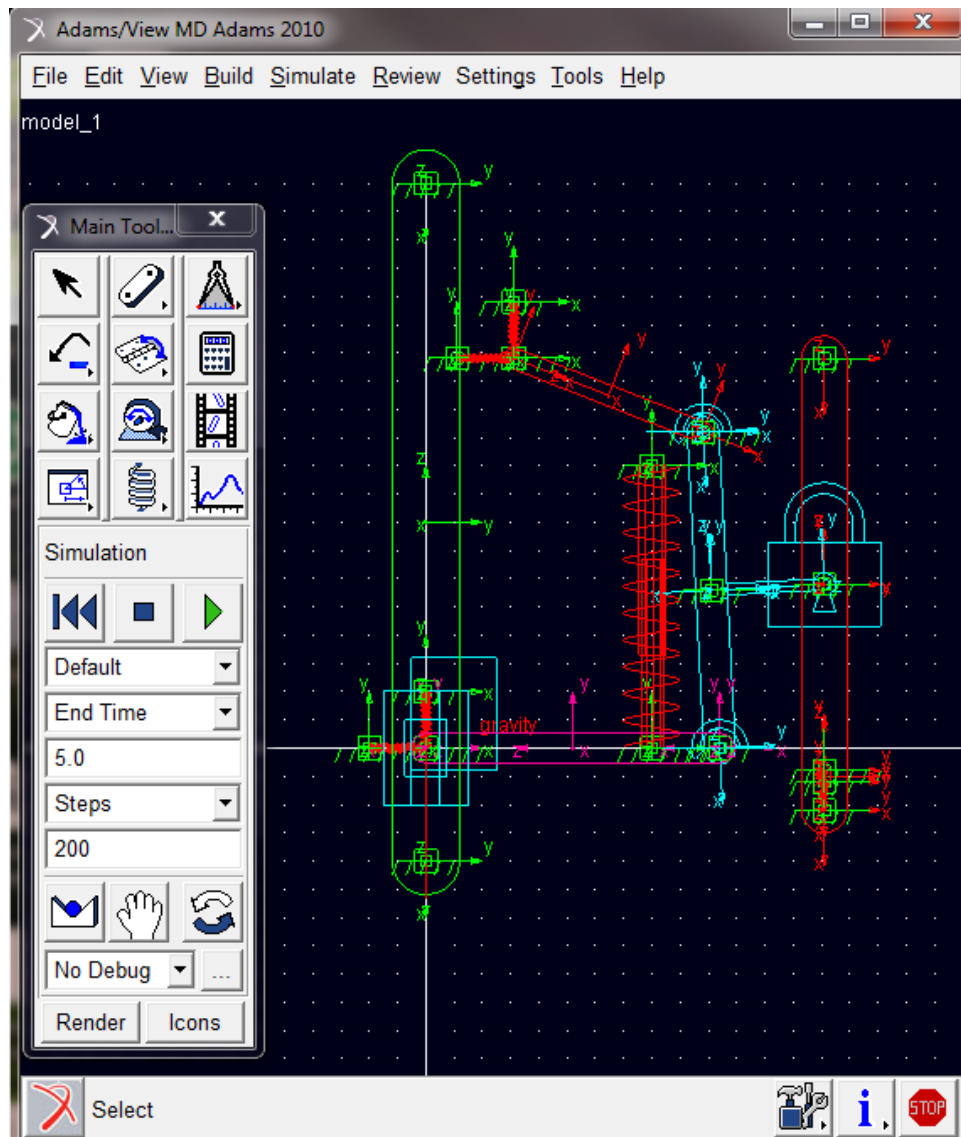 Adams/View MD Adams 2010
File Edit View Build Simulate Review Settings Tools Help
model_1
Main Tool...
Simulation
Default
End Time
5.0
Steps
200
No Debug
...
Render Icons
gravity
Select
i
STOP